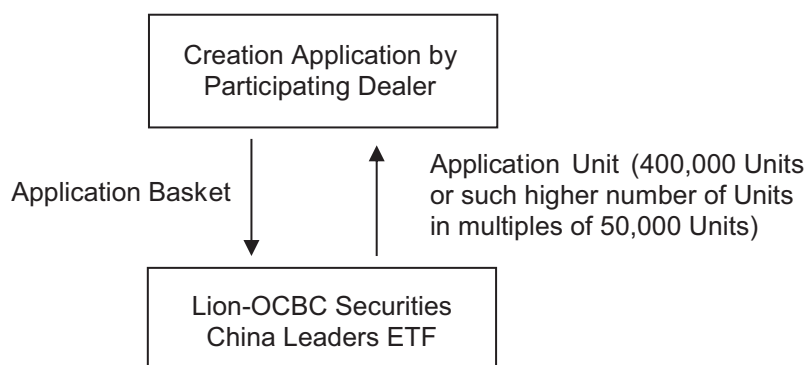 Creation Application by
Participating Dealer
Application Basket
Application Unit (400,000 Units
or such higher number of Units
in multiples of 50,000 Units)
Lion-OCBC Securities
China Leaders ETF